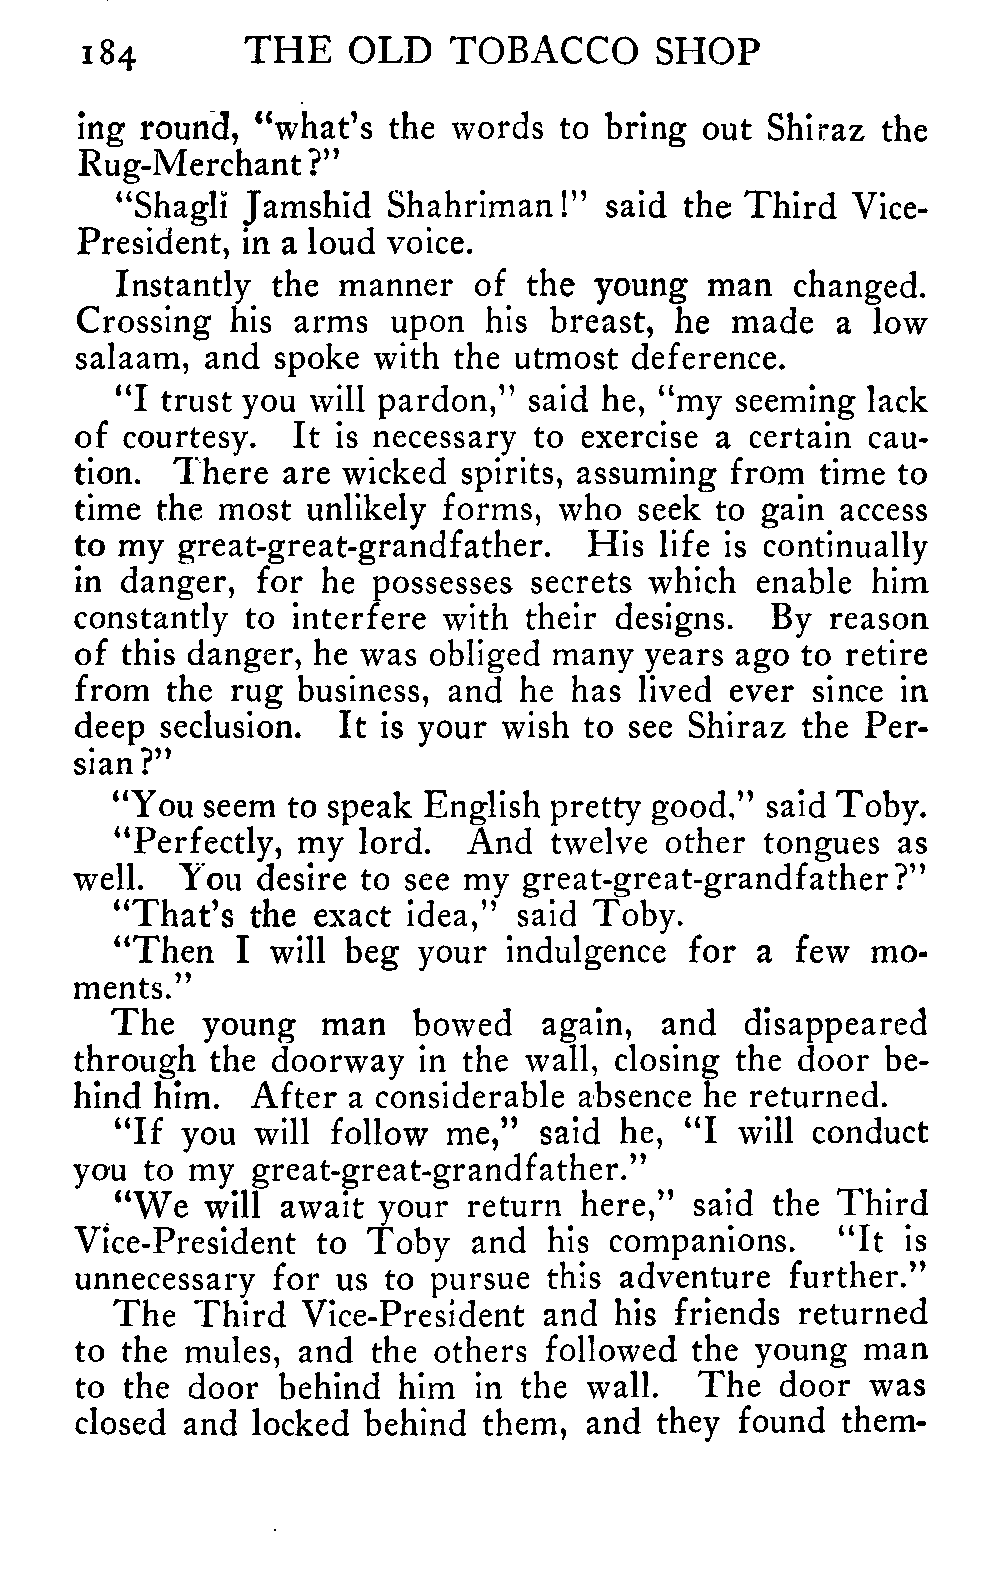 184 THE OLD TOBACCO SHOP
ing round, “what’s the words to bring out Shiraz the
Rug-Merchant?”
“Shagli Jamshid Shahriman!” said the Third Vice-
President, in a loud voice.
Instantly the manner of the young man changed.
Crossing his arms upon his breast, he made a low
salaam, and spoke with the utmost deference.
“I trust you will pardon,” said he, “my seeming lack
of courtesy. It is necessary to exercise a certain cau-
tion. There are wicked spirits, assuming from time to
time the most unlikely forms, who seek to gain access
to my great-great-grandfather. His life is continually
in danger, for he possesses secrets which enable him
constantly to interfere with their designs. By reason
of this danger, he was obliged many years ago to retire
from the rug business, and he has lived ever since in
deep seclusion. It is your wish to see Shiraz the Per-
sian?”
“You seem to speak English pretty good,” said Toby.
“Perfectly, my lord. And twelve other tongues as
well. You desire to see my great-great-grandfather?”
“That’s the exact idea,” said Toby.
“Then I will beg your indulgence for a few mo-
ments.”
The young man bowed again, and disappeared
through the doorway in the wall, closing the door be-
hind him. After a considerable absence he returned.
“If you will follow me,” said he, “I will conduct
you to my great-great-grandfather.”
“We will await your return here,” said the Third
Vice-President to Toby and his companions. “It is
unnecessary for us to pursue this adventure further.”
The Third Vice-President and his friends returned
to the mules, and the others followed the young man
to the door behind him in the wall. The door was
closed and locked behind them, and they found them-